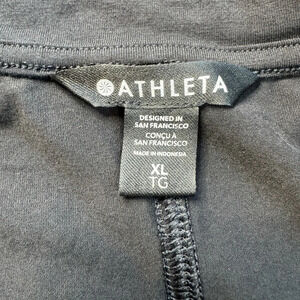 ATHLETA
DESIGNED IN
SAN FRANCISCO
CONÇU À
SAN FRANCISCO
MADE IN INDONESIA
XL
TG